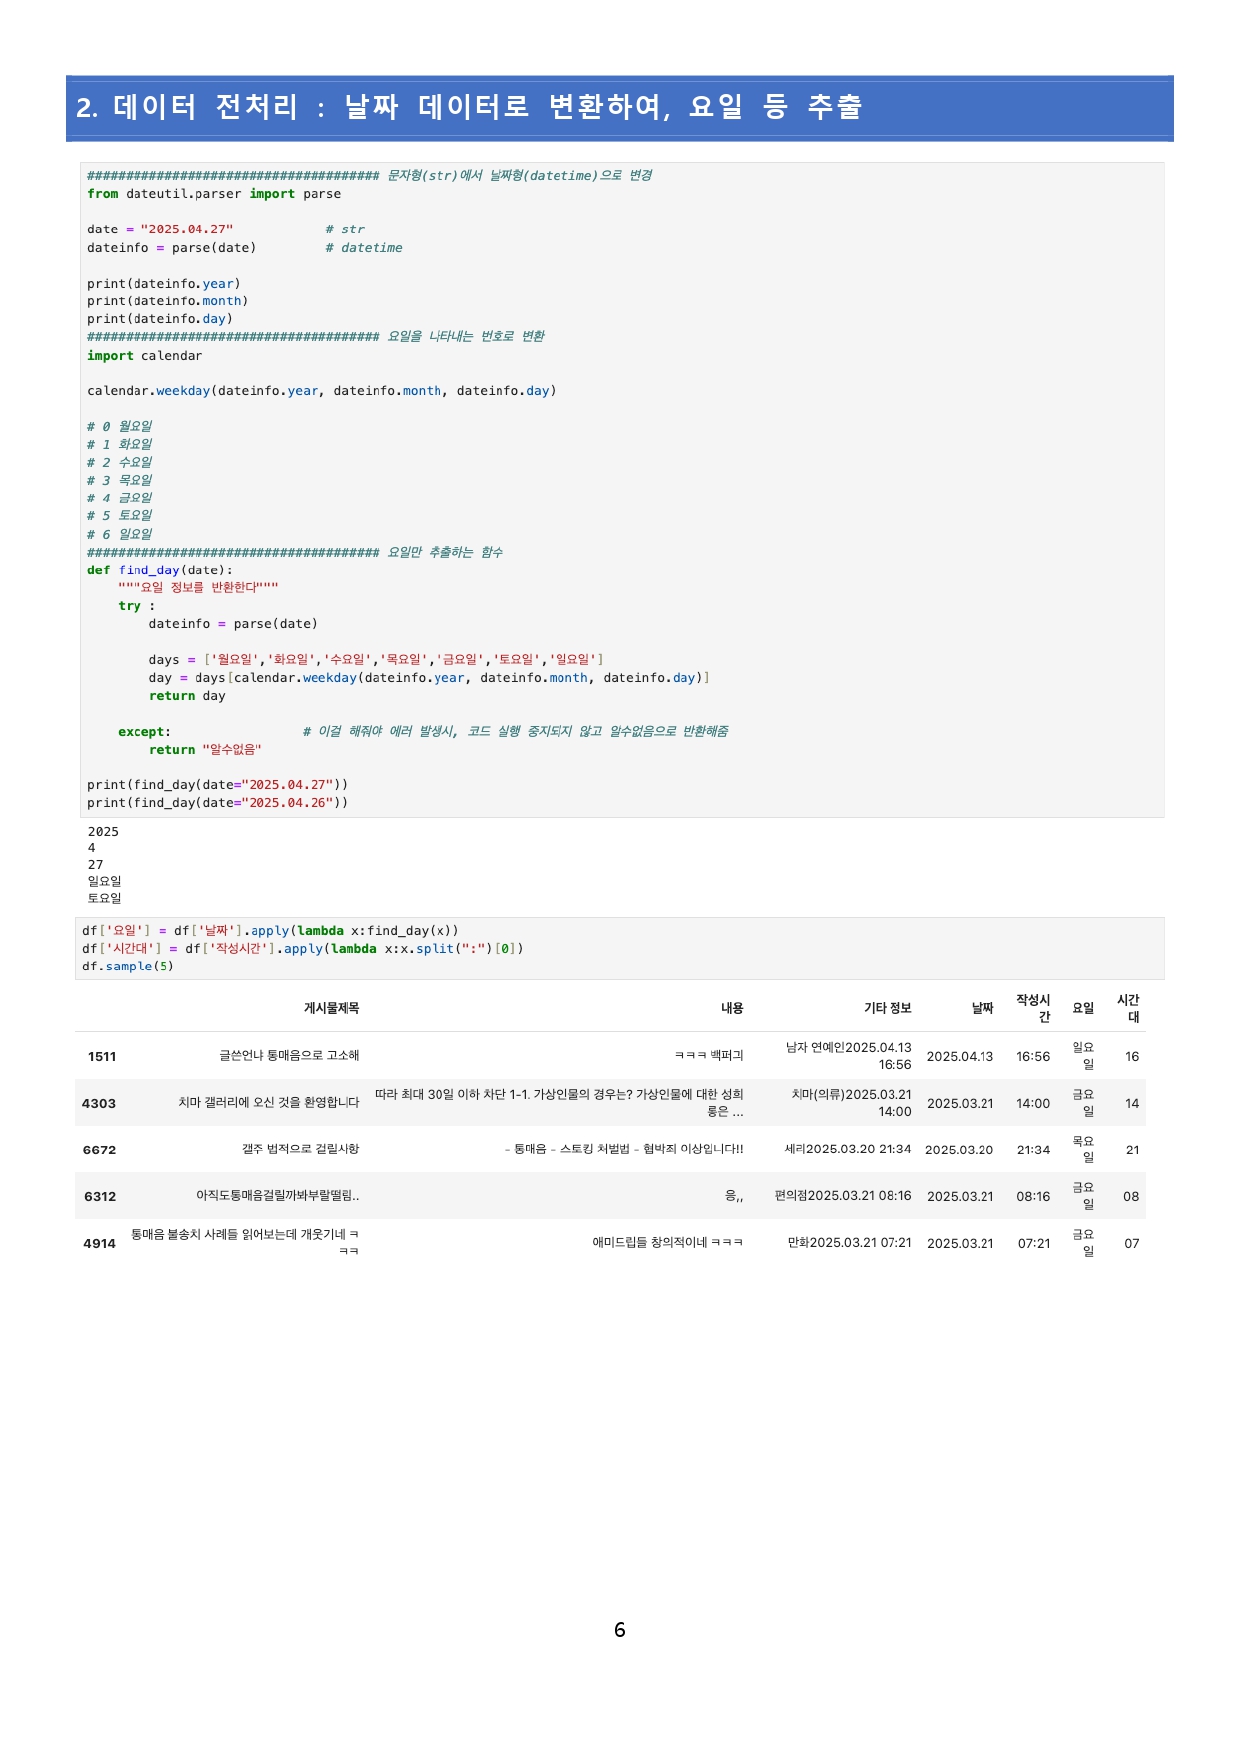 2. 데이터 전처리 : 날짜 데이터로 변환하여, 요일 등 추출
###################################### 문자형(str)에서 날짜형(datetime)으로 변경
from dateutil.parser import parse
date = "2025.04.27"            # str
dateinfo = parse(date)         # datetime
print(dateinfo.year)
print(dateinfo.month)
print(dateinfo.day)
###################################### 요일을 나타내는 번호로 변환
import calendar
calendar.weekday(dateinfo.year, dateinfo.month, dateinfo.day)
# 0 월요일
# 1 화요일
# 2 수요일
# 3 목요일
# 4 금요일
# 5 토요일
# 6 일요일
###################################### 요일만 추출하는 함수
def find_day(date):
    """요일 정보를 반환한다"""
    try :
        dateinfo = parse(date)
        days = ['월요일','화요일','수요일','목요일','금요일','토요일','일요일']
        day = days[calendar.weekday(dateinfo.year, dateinfo.month, dateinfo.day)]
        return day
    except:                 # 이걸 해줘야 에러 발생시, 코드 실행 중지되지 않고 알수없음으로 반환해줌
        return "알수없음"
print(find_day(date="2025.04.27"))
print(find_day(date="2025.04.26"))
2025
4
27
일요일
토요일
df['요일'] = df['날짜'].apply(lambda x:find_day(x))
df['시간대'] = df['작성시간'].apply(lambda x:x.split(":")[0])
df.sample(5)
게시물제목 내용 기타 정보 날짜 작성시 요일 시간
간 대
1511 글쓴언냐 통매음으로 고소해 ㅋㅋㅋ 백퍼긔 남자 연예인2025.04.13 2025.04.13 16:56 일요 16
16:56 일
4303 치마 갤러리에 오신 것을 환영합니다 따라 최대 30일 이하 차단 1-1. 가상인물의 경우는? 가상인물에 대한 성희 치마(의류)2025.03.21 2025.03.21 14:00 금요 14
롱은 ... 14:00 일
6672 갤주 법적으로 걸릴사항 - 통매음 - 스토킹 처벌법 - 협박죄 이상입니다!! 세리2025.03.20 21:34 2025.03.20 21:34 목요 21
일
6312 아직도통매음걸릴까봐부랄떨림.. 응,, 편의점2025.03.21 08:16 2025.03.21 08:16 금요 08
일
4914 통매음 불송치 사례들 읽어보는데 개웃기네 ㅋ 애미드립들 창의적이네 ㅋㅋㅋ 만화2025.03.21 07:21 2025.03.21 07:21 금요 07
ㅋㅋ 일
6